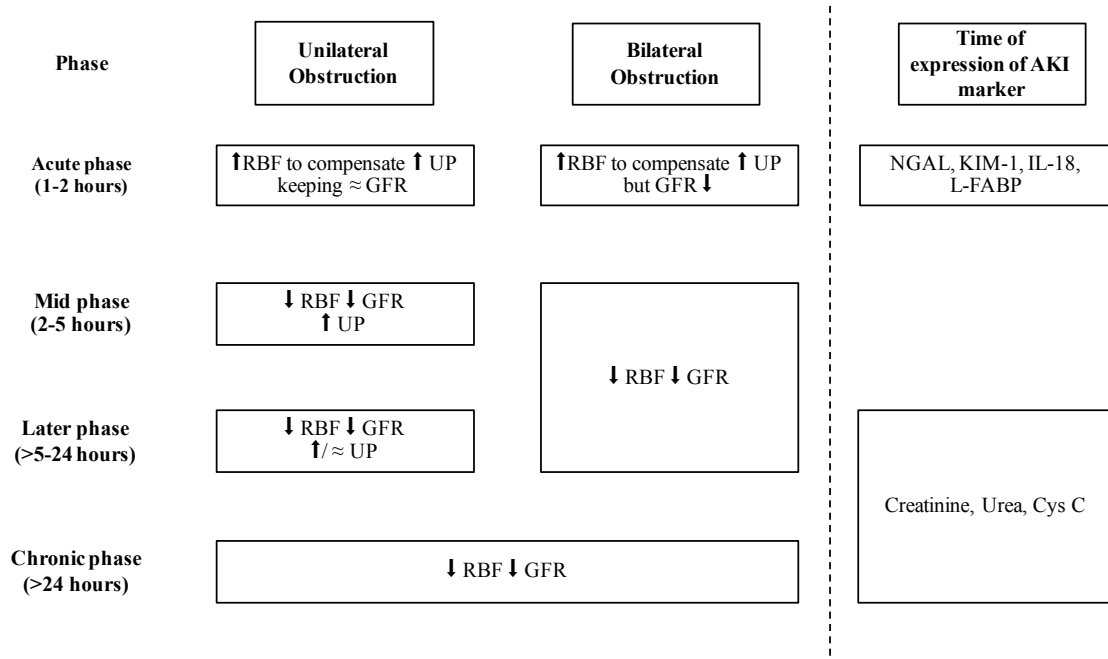 Phase
Unilateral
Obstruction
Bilateral
Obstruction
Time of
expression of AKI
marker
Acute phase
(1-2 hours)
⬆RBF to compensate ⬆ UP
keeping ≈ GFR
⬆RBF to compensate ⬆ UP
but GFR ⬇
NGAL, KIM-1, IL-18,
L-FABP
Mid phase
(2-5 hours)
⬇ RBF ⬇ GFR
⬆ UP
⬇ RBF ⬇ GFR
Later phase
(>5-24 hours)
⬇ RBF ⬇ GFR
⬆/ ≈ UP
Creatinine, Urea, Cys C
Chronic phase
(>24 hours)
⬇ RBF ⬇ GFR